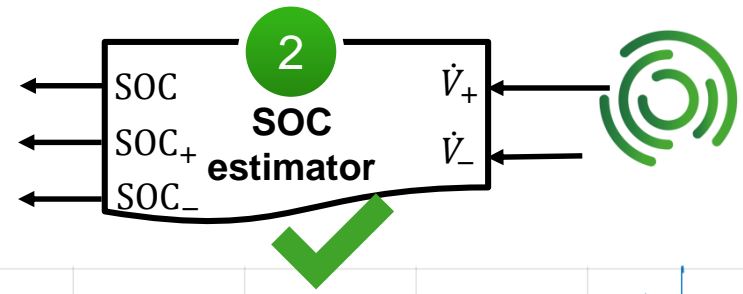 2
SOC
SOC₊
SOC₋
SOC
estimator
V̇₊
V̇₋